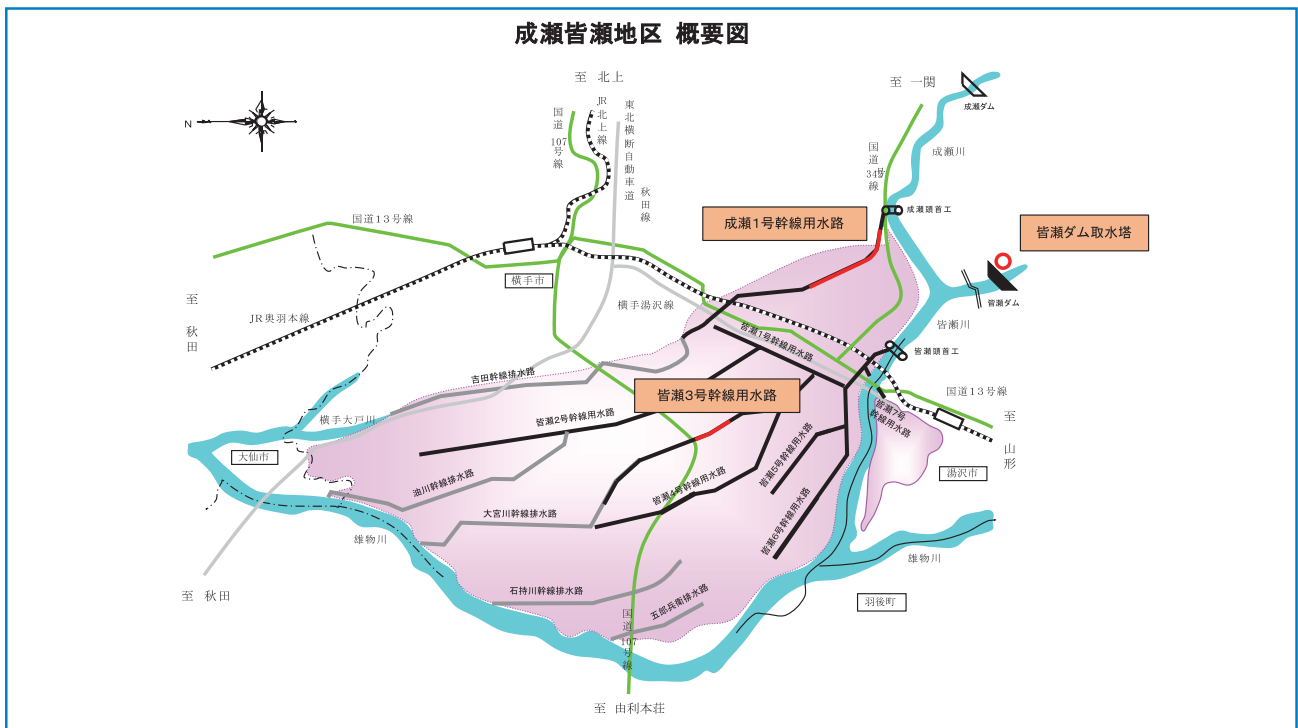 成瀬皆瀬地区 概要図
至 北上
至 一関
N
国道107号線
JR北上線
東北横断自動車道
秋田線
国道342号線
成瀬ダム
成瀬川
国道13号線
成瀬1号幹線用水路
成瀬頭首工
皆瀬ダム取水塔
横手市
至 秋田
JR奥羽本線
横手湯沢線
皆瀬ダム
皆瀬川
皆瀬1号幹線用水路
皆瀬頭首工
吉田幹線排水路
皆瀬3号幹線用水路
国道13号線
至 山形
横手大戸川
皆瀬2号幹線用水路
皆瀬7号
幹線用水路
大仙市
湯沢市
油川幹線排水路
皆瀬4号幹線用水路
皆瀬5号幹線用水路
大宮川幹線排水路
皆瀬6号幹線用水路
雄物川
雄物川
至 秋田
石持川幹線排水路
五郎兵衛排水路
羽後町
国道107号線
至 由利本荘